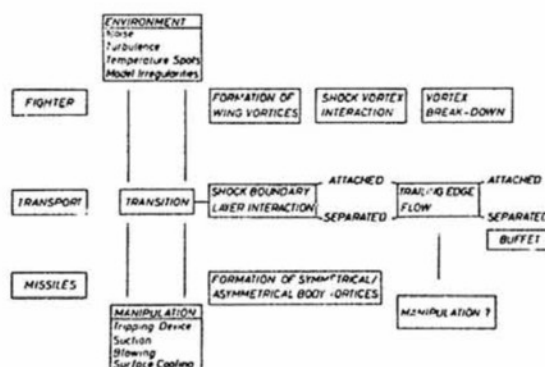 ENVIRONMENT
Noise
Turbulence
Temperature Spots
Model Irregularities
FIGHTER
FORMATION OF
WING VORTICES
SHOCK VORTEX
INTERACTION
VORTEX
BREAK-DOWN
TRANSPORT
TRANSITION
SHOCK BOUNDARY
LAYER INTERACTION
ATTACHED
SEPARATED
TRAILING EDGE
FLOW
ATTACHED
SEPARATED
BUFFET
MISSILES
FORMATION OF SYMMETRICAL/
ASYMMETRICAL BODY VORTICES
MANIPULATION ?
MANIPULATION
Tripping Device
Suction
Blowing
Surface Cooling